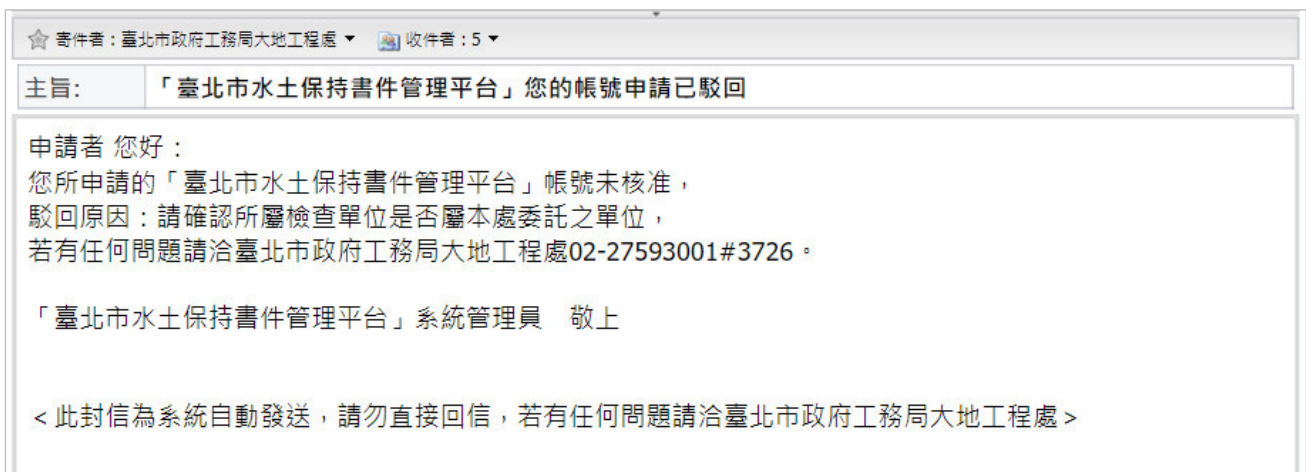 寄件者：臺北市政府工務局大地工程處 收件者：5
主旨: 「臺北市水土保持書件管理平台」您的帳號申請已駁回
申請者 您好：
您所申請的「臺北市水土保持書件管理平台」帳號未核准，
駁回原因：請確認所屬檢查單位是否屬本處委託之單位，
若有任何問題請洽臺北市政府工務局大地工程處02-27593001#3726。
「臺北市水土保持書件管理平台」系統管理員　敬上
<此封信為系統自動發送，請勿直接回信，若有任何問題請洽臺北市政府工務局大地工程處>